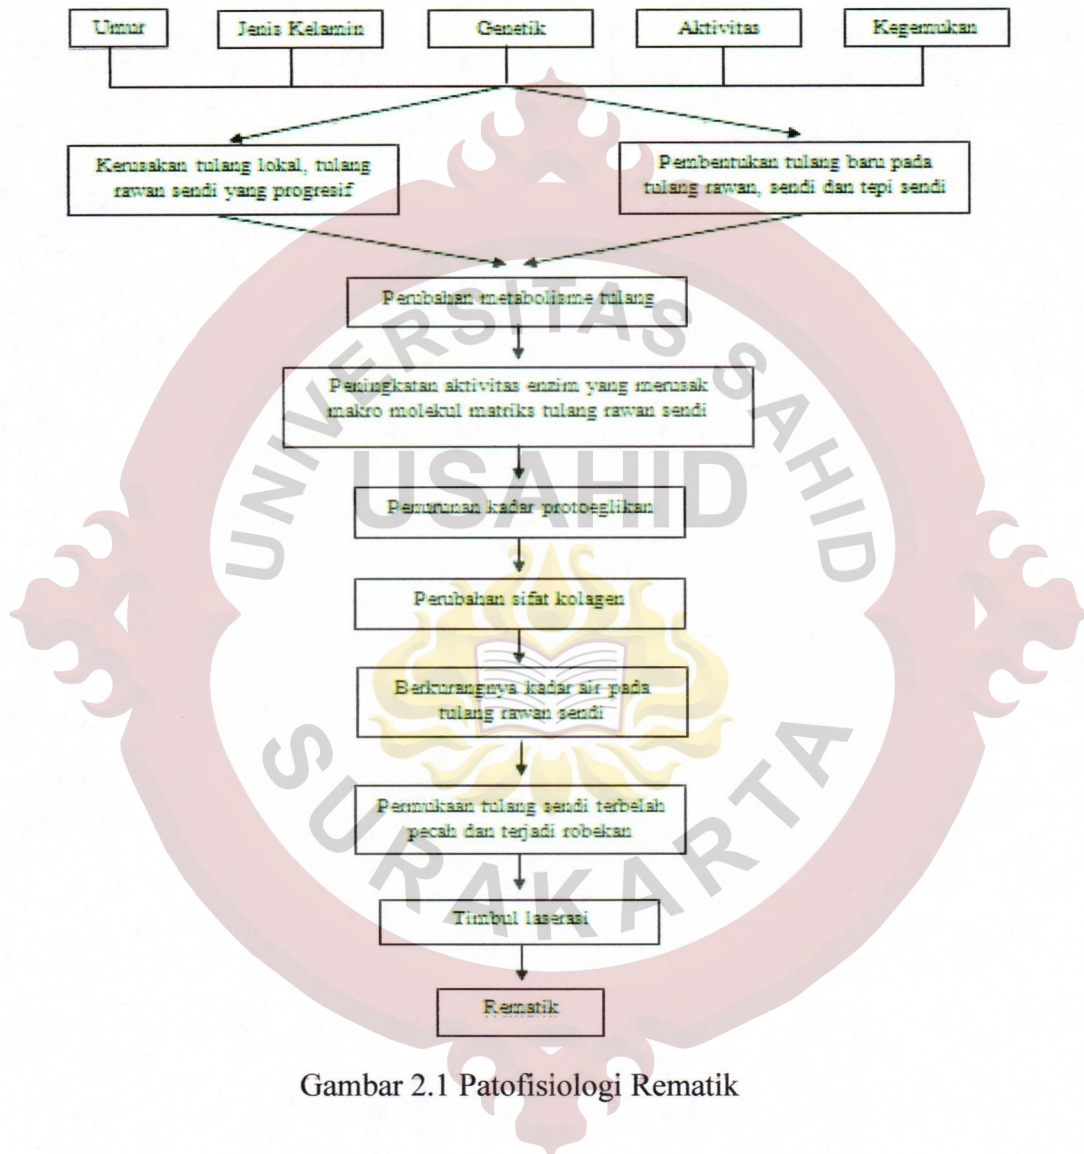 Umur
Jenis Kelamin
Genetik
Aktivitas
Kegemukan
Kerusakan tulang lokal, tulang
rawan sendi yang progresif
Pembentukan tulang baru pada
tulang rawan, sendi dan tepi sendi
Perubahan metabolisme tulang
Peningkatan aktivitas enzim yang merusak
makro molekul matriks tulang rawan sendi
Penurunan kadar protoeglikan
Perubahan sifat kolagen
Berkurangnya kadar air pada
tulang rawan sendi
Permukaan tulang sendi terbelah
pecah dan terjadi robekan
Timbul laserasi
Rematik
UNIVERSITAS SAHID
USAHID
SURAKARTA
Gambar 2.1 Patofisiologi Rematik